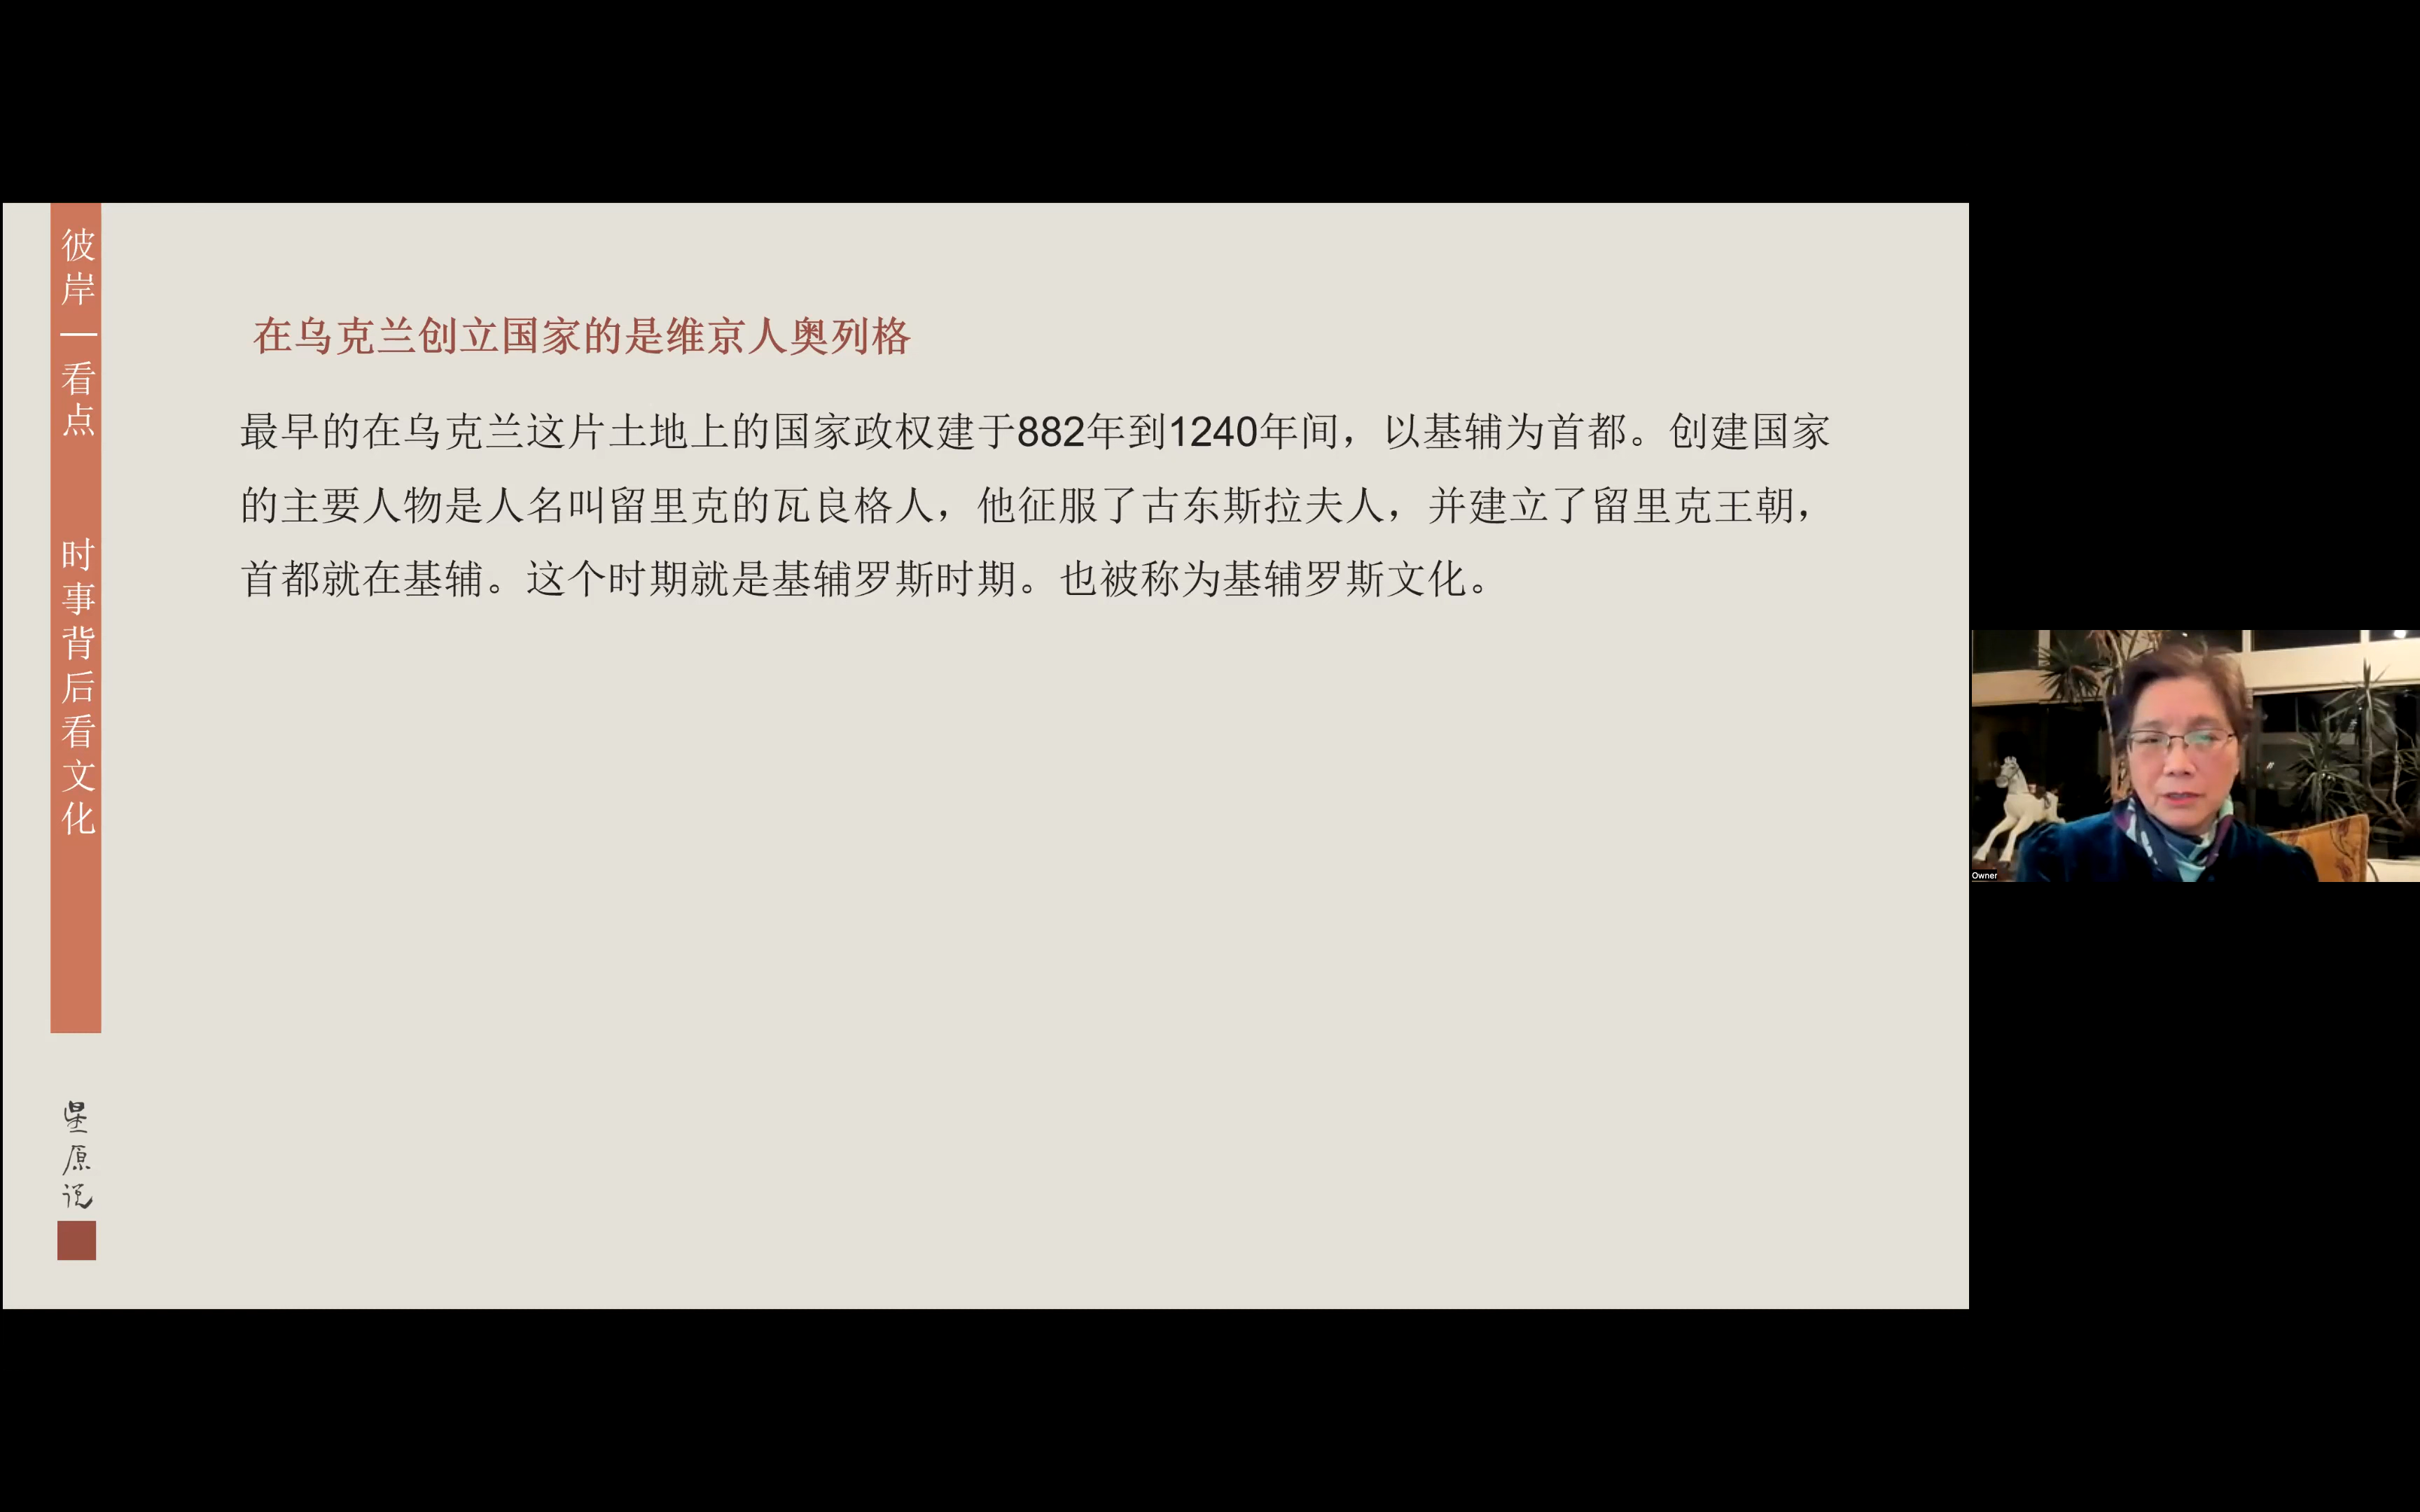 彼岸—看点 时事背后看文化
在乌克兰创立国家的是维京人奥列格
最早的在乌克兰这片土地上的国家政权建于882年到1240年间，以基辅为首都。创建国家
的主要人物是人名叫留里克的瓦良格人，他征服了古东斯拉夫人，并建立了留里克王朝，
首都就在基辅。这个时期就是基辅罗斯时期。也被称为基辅罗斯文化。
星原说
Owner